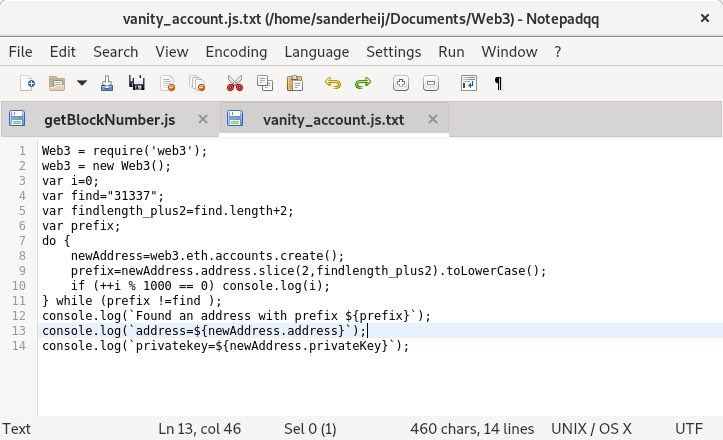 vanity_account.js.txt (/home/sanderheij/Documents/Web3) - Notepadqq
File Edit Search View Encoding Language Settings Run Window ?
getBlockNumber.js vanity_account.js.txt
1 Web3 = require('web3');
2 web3 = new Web3();
3 var i=0;
4 var find="31337";
5 var findlength_plus2=find.length+2;
6 var prefix;
7 do {
8     newAddress=web3.eth.accounts.create();
9     prefix=newAddress.address.slice(2,findlength_plus2).toLowerCase();
10     if (++i % 1000 == 0) console.log(i);
11 } while (prefix !=find );
12 console.log(`Found an address with prefix ${prefix}`);
13 console.log(`address=${newAddress.address}`);
14 console.log(`privatekey=${newAddress.privateKey}`);
Text Ln 13, col 46 Sel 0 (1) 460 chars, 14 lines UNIX / OS X UTF